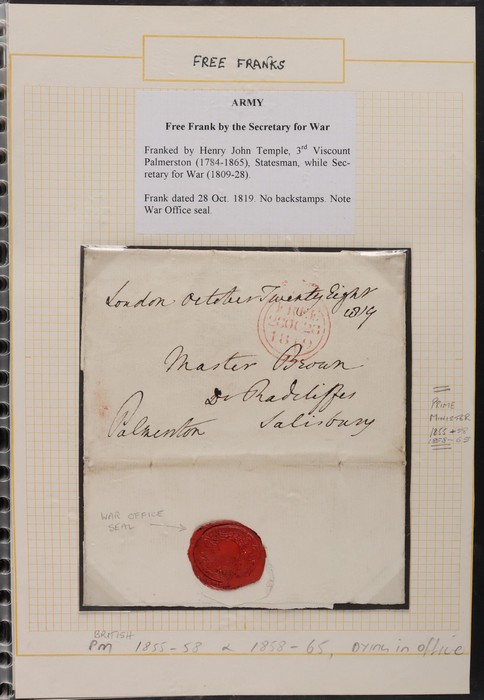 FREE FRANKS
ARMY
Free Frank by the Secretary for War
Franked by Henry John Temple, 3rd Viscount
Palmerston (1784-1865), Statesman, while Sec-
retary for War (1809-28).
Frank dated 28 Oct. 1819. No backstamps. Note
War Office seal.
London October Twenty Eight
1819
Master Brown
Dr Radcliffes
Palmerston Salisbury
PRIME
MINISTER
1855-58
1858-65
WAR OFFICE
SEAL
BRITISH
PM 1855-58 & 1858-65, DYING in office